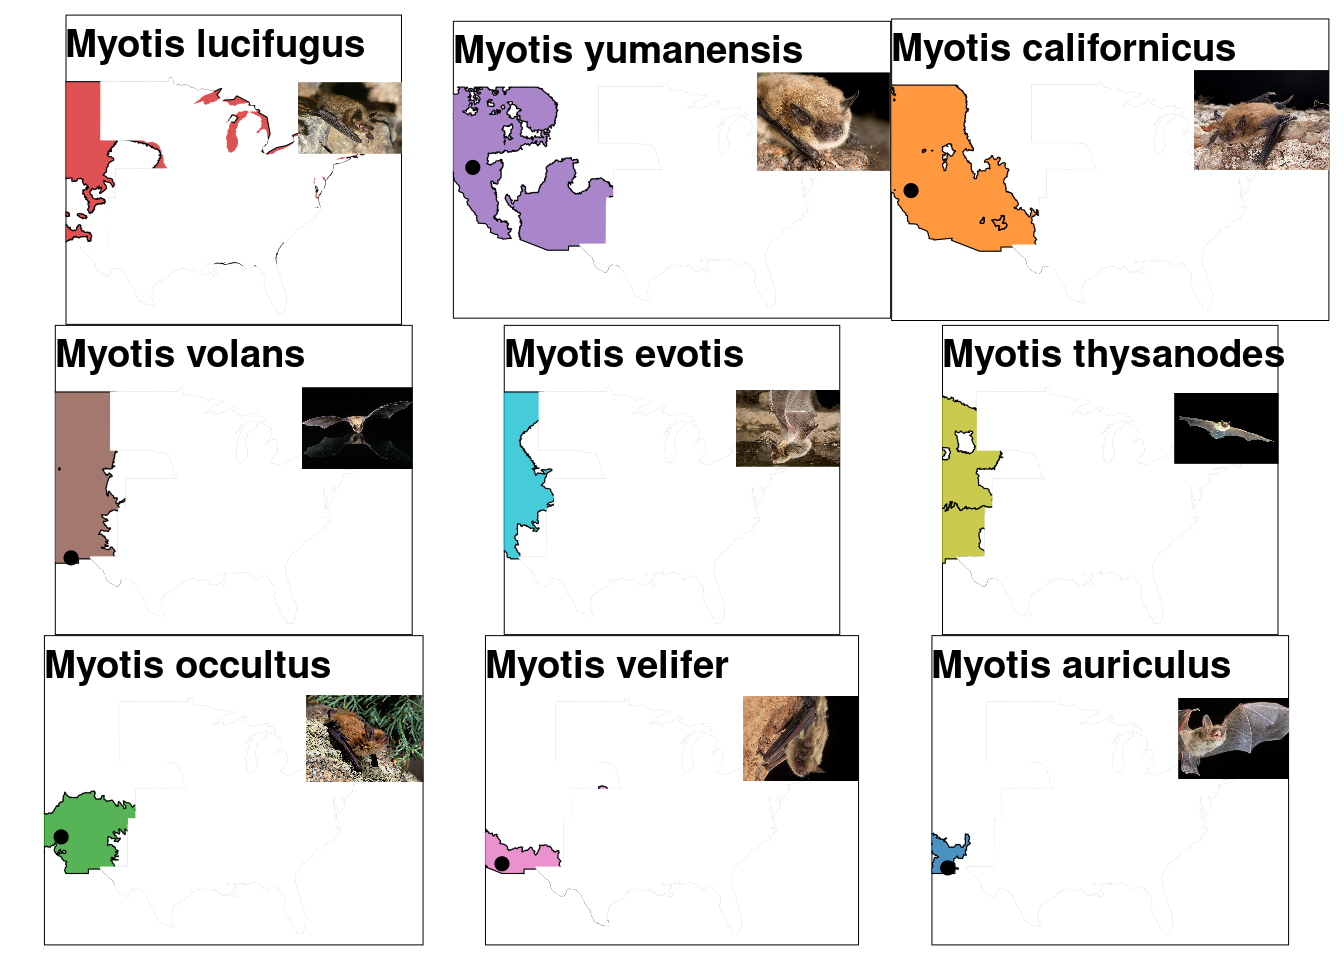 Myotis lucifugus
Myotis yumanensis
Myotis californicus
Myotis volans
Myotis evotis
Myotis thysanodes
Myotis occultus
Myotis velifer
Myotis auriculus